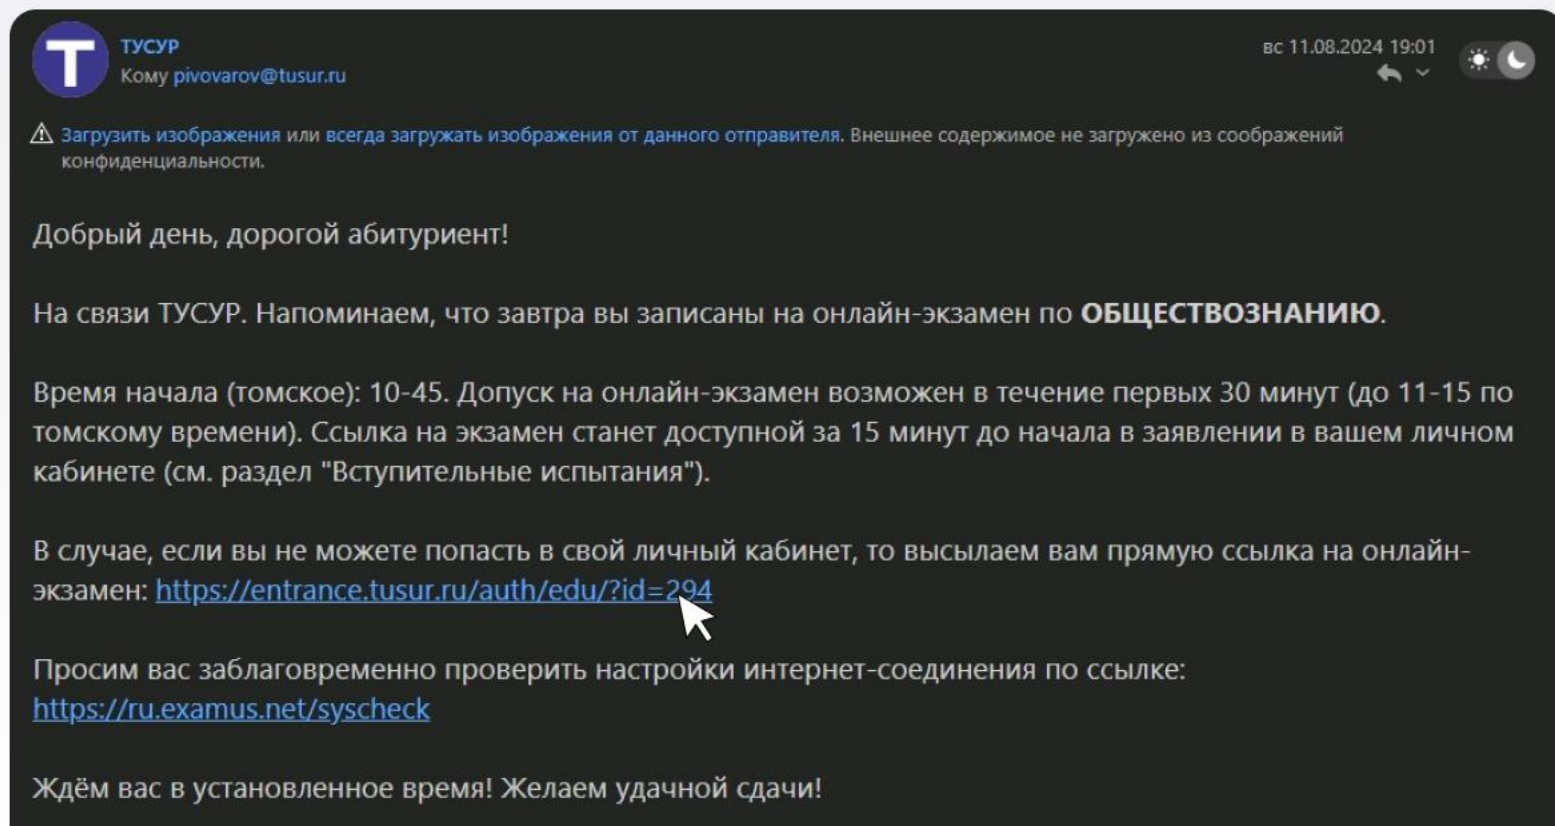 Т
ТУСУР
вс 11.08.2024 19:01
Кому pivovarov@tusur.ru
Загрузить изображения или всегда загружать изображения от данного отправителя. Внешнее содержимое не загружено из соображений
конфиденциальности.
Добрый день, дорогой абитуриент!
На связи ТУСУР. Напоминаем, что завтра вы записаны на онлайн-экзамен по ОБЩЕСТВОЗНАНИЮ.
Время начала (томское): 10-45. Допуск на онлайн-экзамен возможен в течение первых 30 минут (до 11-15 по
томскому времени). Ссылка на экзамен станет доступной за 15 минут до начала в заявлении в вашем личном
кабинете (см. раздел "Вступительные испытания").
В случае, если вы не можете попасть в свой личный кабинет, то высылаем вам прямую ссылка на онлайн-
экзамен: https://entrance.tusur.ru/auth/edu/?id=294
Просим вас заблаговременно проверить настройки интернет-соединения по ссылке:
https://ru.examus.net/syscheck
Ждём вас в установленное время! Желаем удачной сдачи!